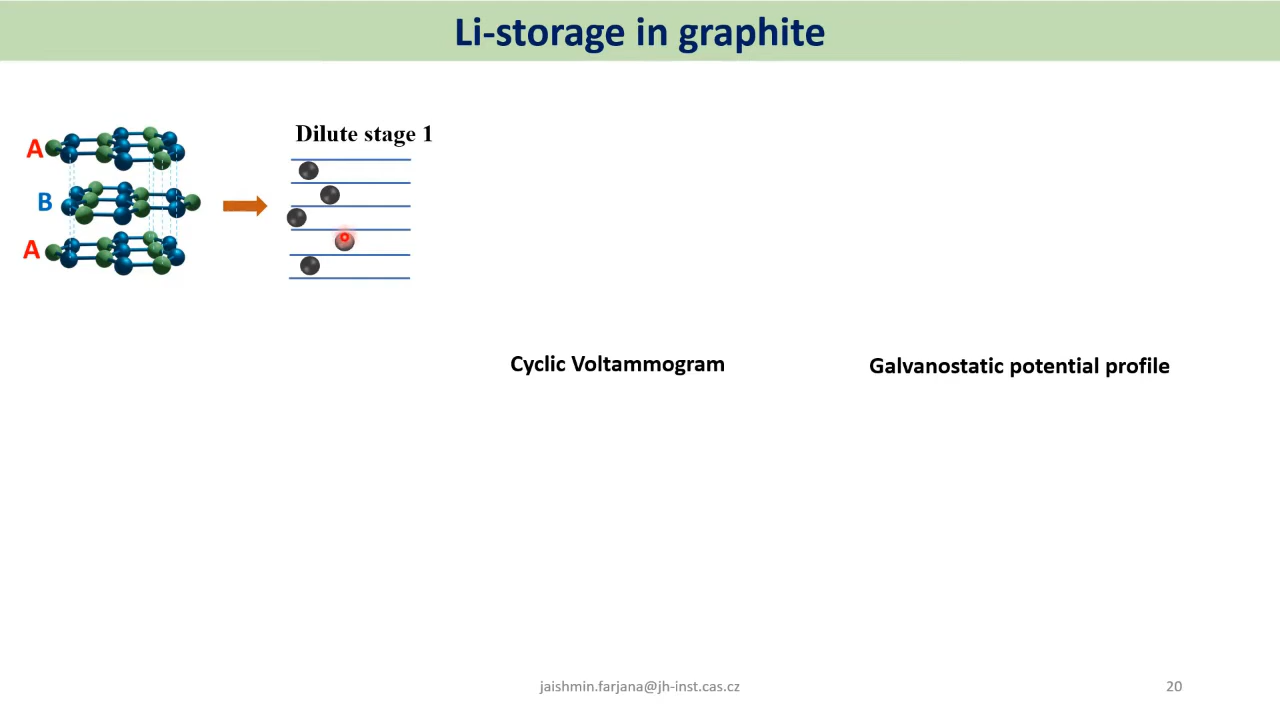 Li-storage in graphite
A
B
A
Dilute stage 1
Cyclic Voltammogram
Galvanostatic potential profile
jaishmin.farjana@jh-inst.cas.cz
20